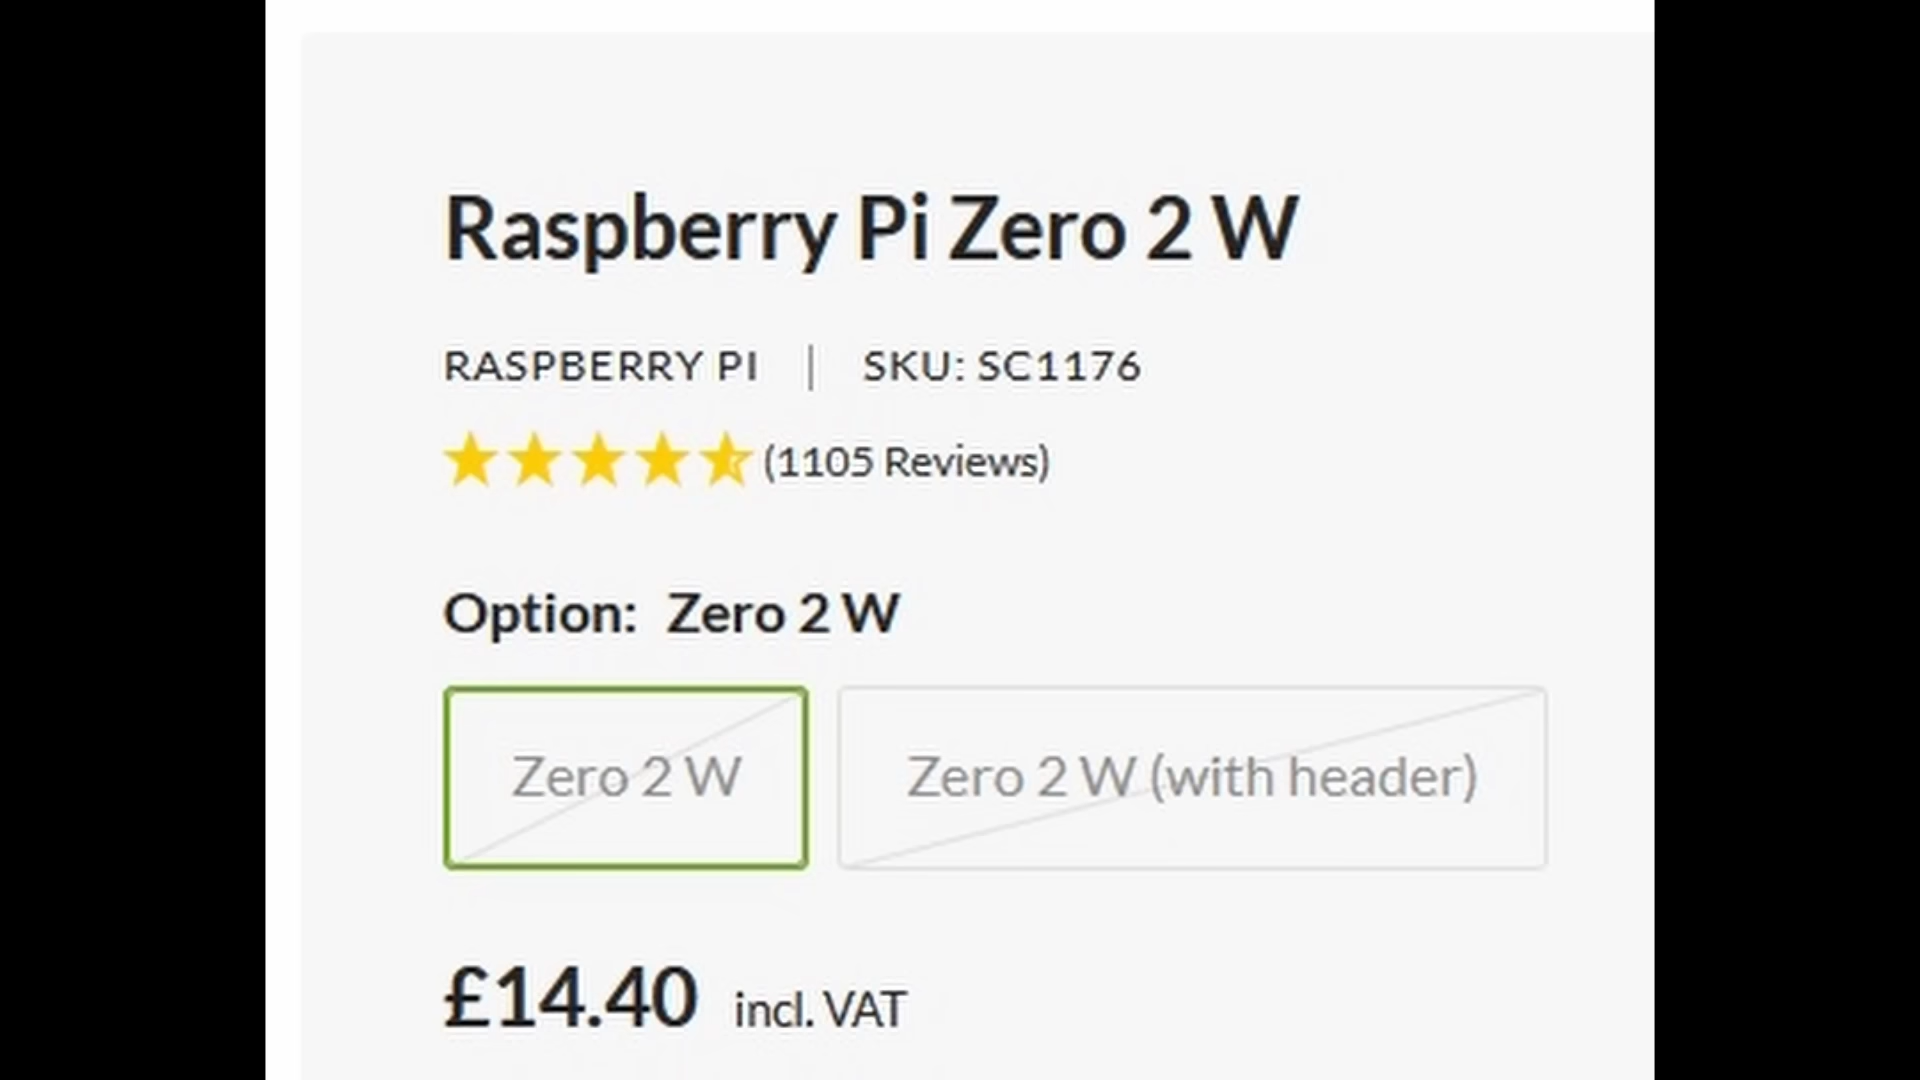 Raspberry Pi Zero 2 W
RASPBERRY PI | SKU: SC1176
(1105 Reviews)
Option: Zero 2 W
Zero 2 W
Zero 2 W (with header)
£14.40 incl. VAT